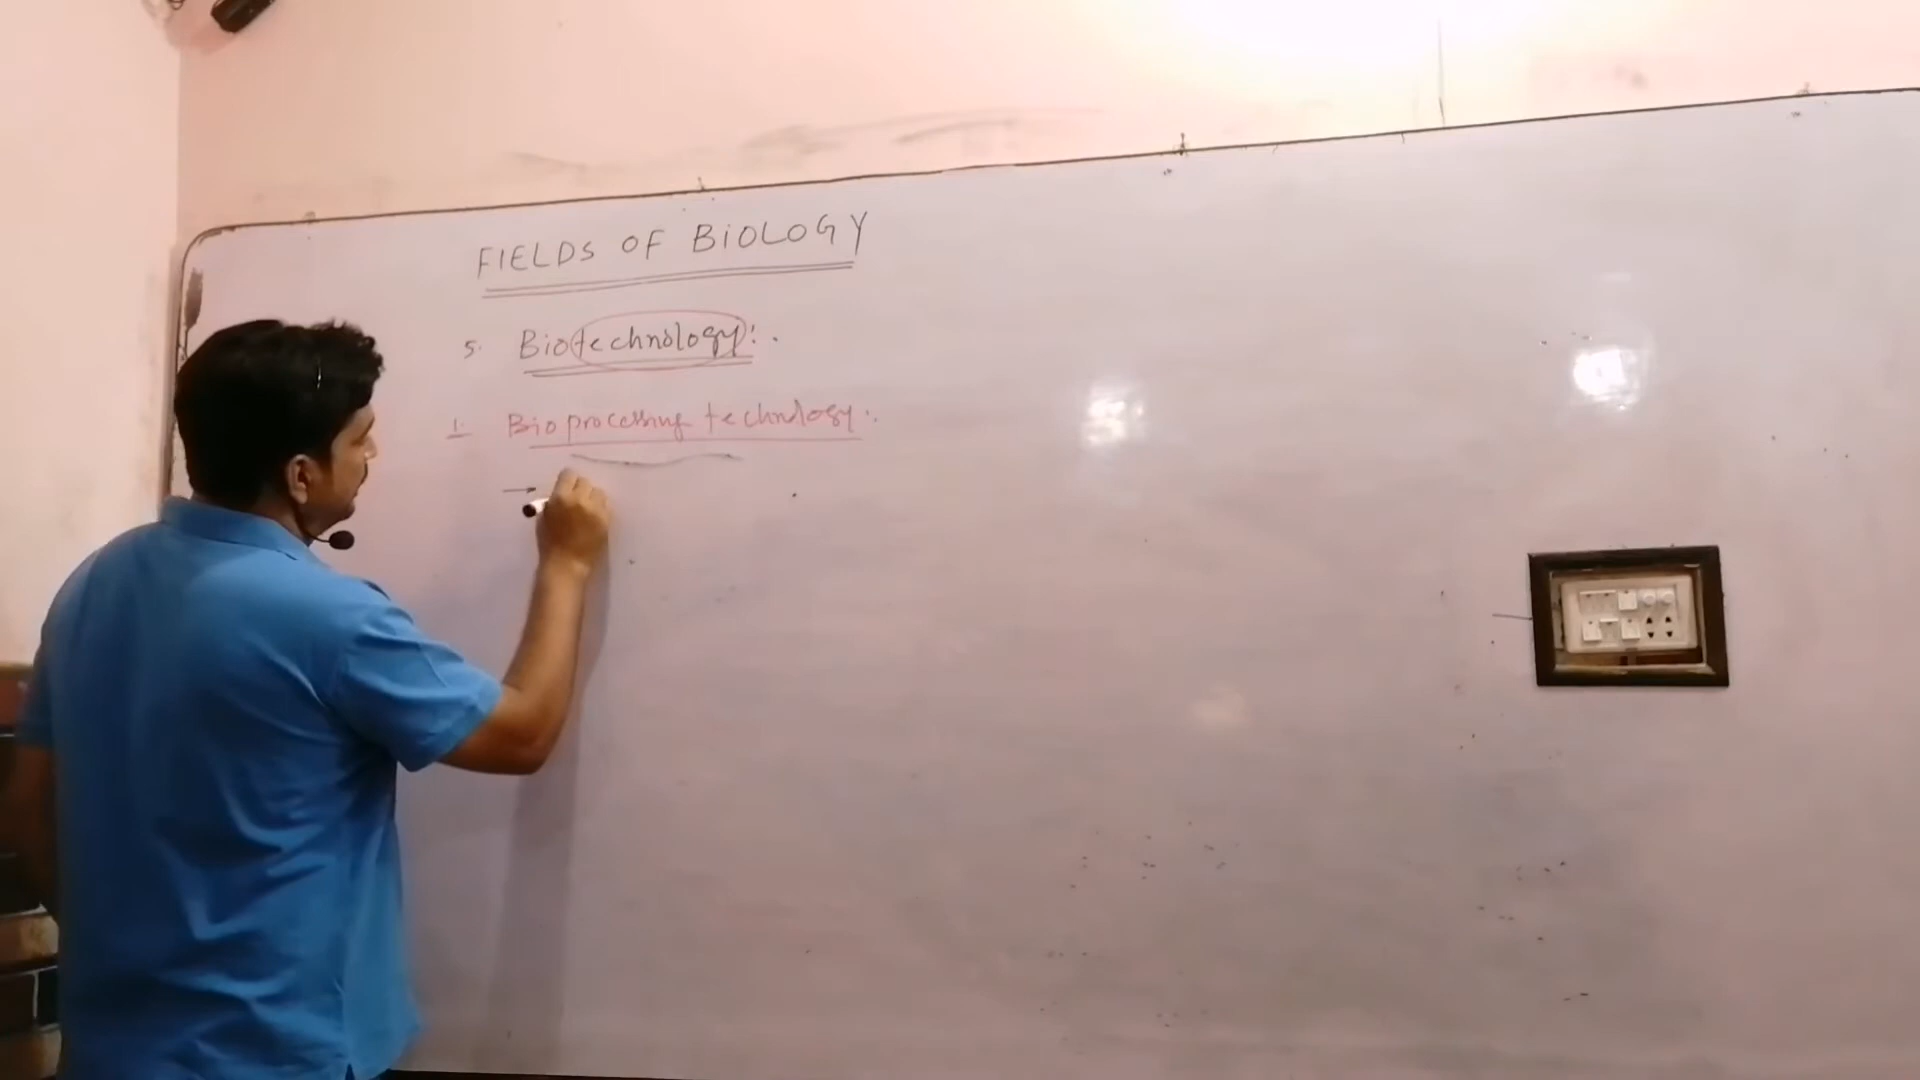 FIELDS OF BIOLOGY
5. Biotechnology:.
1. Bioprocessing technology:.
→